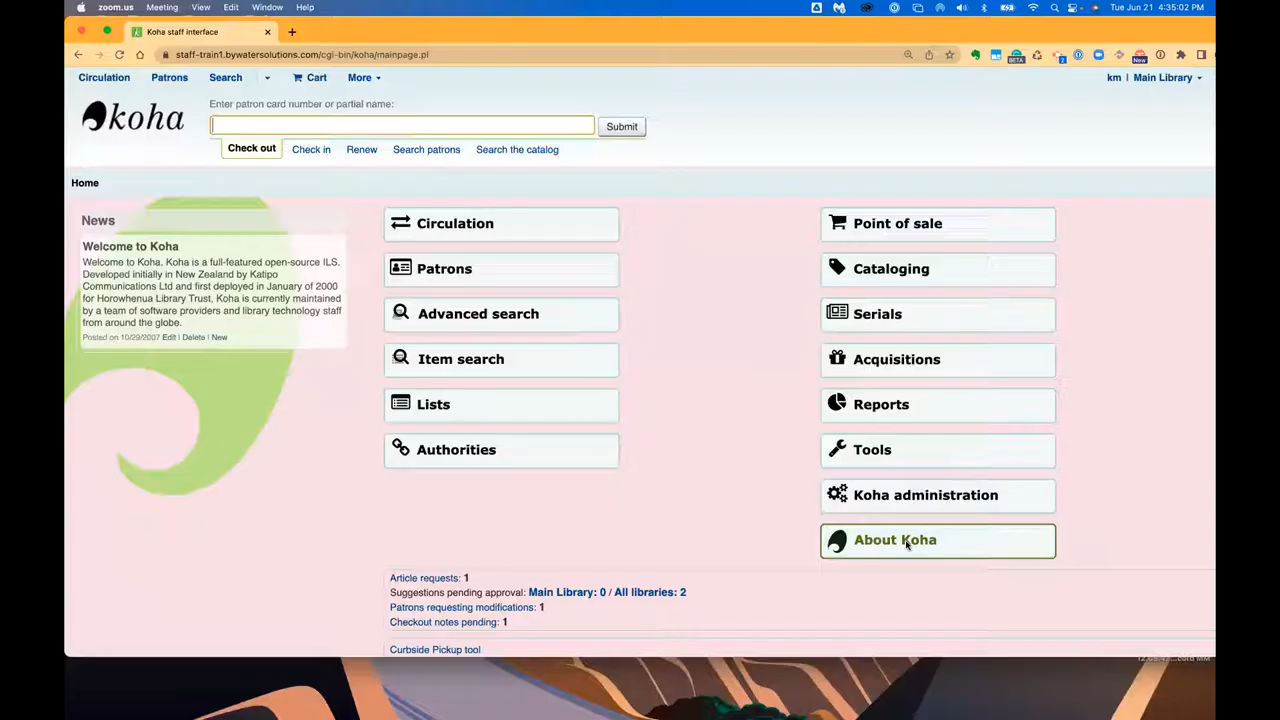 zoom.us Meeting View Edit Window Help Tue Jun 21 4:35:02 PM
Koha staff interface
staff-train1.bywatersolutions.com/cgi-bin/koha/mainpage.pl
BETA
New
Circulation Patrons Search Cart More km | Main Library
koha
Enter patron card number or partial name:
Submit
Check out Check in Renew Search patrons Search the catalog
Home
News
Welcome to Koha
Welcome to Koha. Koha is a full-featured open-source ILS.
Developed initially in New Zealand by Katipo
Communications Ltd and first deployed in January of 2000
for Horowhenua Library Trust, Koha is currently maintained
by a team of software providers and library technology staff
from around the globe.
Posted on 10/29/2007 Edit | Delete | New
Circulation
Patrons
Advanced search
Item search
Lists
Authorities
Point of sale
Cataloging
Serials
Acquisitions
Reports
Tools
Koha administration
About Koha
Article requests: 1
Suggestions pending approval: Main Library: 0 / All libraries: 2
Patrons requesting modifications: 1
Checkout notes pending: 1
Curbside Pickup tool